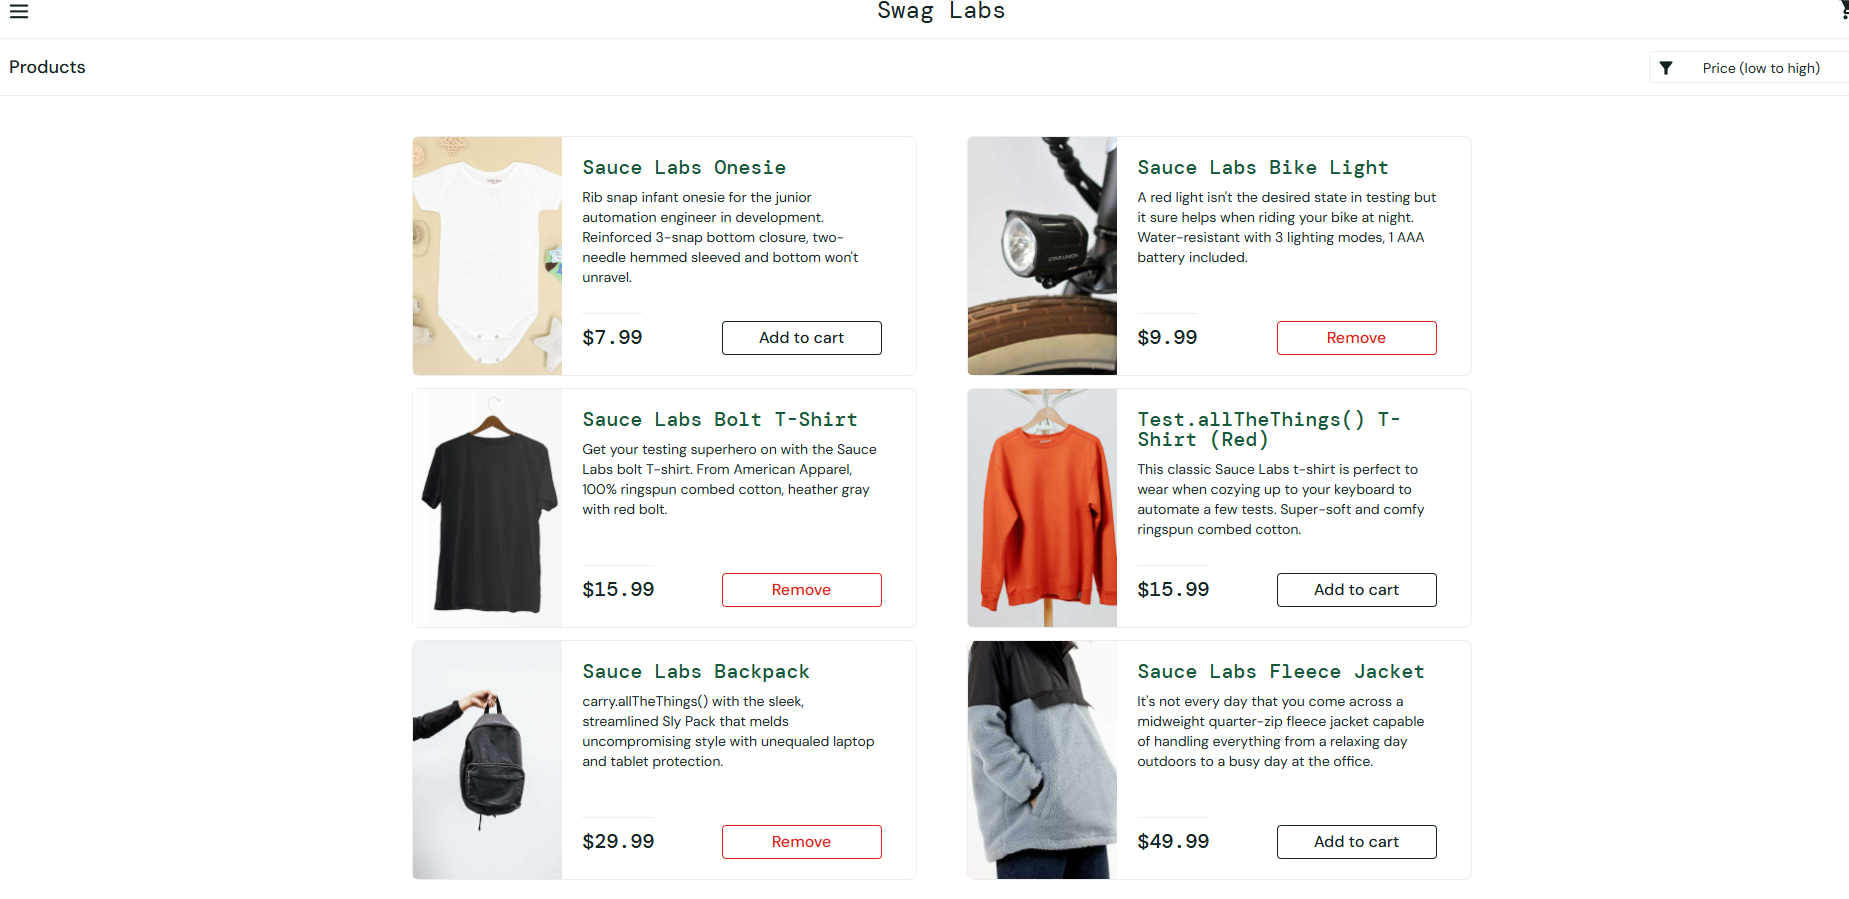 Swag Labs
Products
Price (low to high)
Sauce Labs Onesie
Rib snap infant onesie for the junior
automation engineer in development.
Reinforced 3-snap bottom closure, two-
needle hemmed sleeved and bottom won't
unravel.
$7.99
Add to cart
Sauce Labs Bike Light
A red light isn't the desired state in testing but
it sure helps when riding your bike at night.
Water-resistant with 3 lighting modes, 1 AAA
battery included.
$9.99
Remove
STAR UNION
Sauce Labs Bolt T-Shirt
Get your testing superhero on with the Sauce
Labs bolt T-shirt. From American Apparel,
100% ringspun combed cotton, heather gray
with red bolt.
$15.99
Remove
Test.allTheThings() T-
Shirt (Red)
This classic Sauce Labs t-shirt is perfect to
wear when cozying up to your keyboard to
automate a few tests. Super-soft and comfy
ringspun combed cotton.
$15.99
Add to cart
Sauce Labs Backpack
carry.allTheThings() with the sleek,
streamlined Sly Pack that melds
uncompromising style with unequaled laptop
and tablet protection.
$29.99
Remove
Sauce Labs Fleece Jacket
It's not every day that you come across a
midweight quarter-zip fleece jacket capable
of handling everything from a relaxing day
outdoors to a busy day at the office.
$49.99
Add to cart